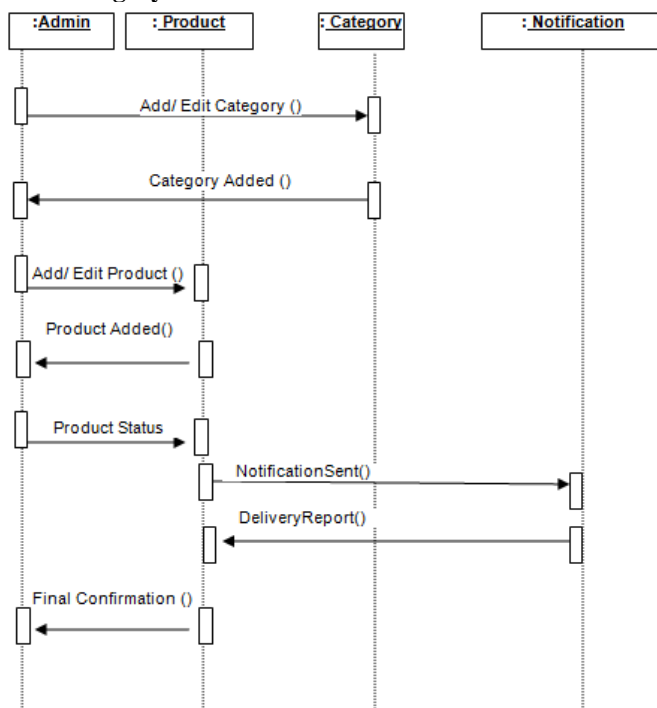 :Admin
: Product
: Category
: Notification
Add/ Edit Category ()
Category Added ()
Add/ Edit Product ()
Product Added()
Product Status
NotificationSent()
DeliveryReport()
Final Confirmation ()